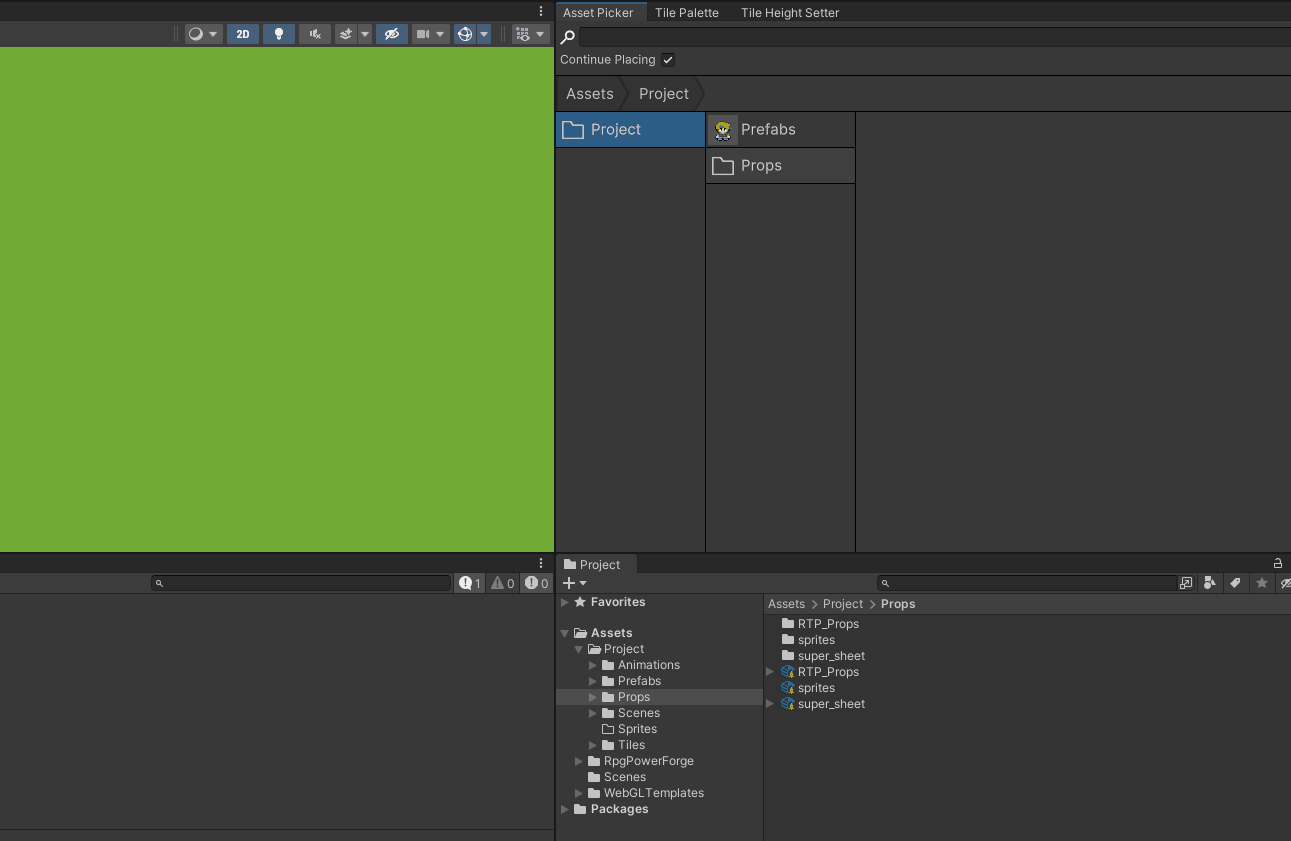 Asset Picker Tile Palette Tile Height Setter
2D
Continue Placing
Assets Project
Project Prefabs
Props
1 0 0
Project
Favorites
Assets
Project
Animations
Prefabs
Props
Scenes
Sprites
Tiles
RpgPowerForge
Scenes
WebGLTemplates
Packages
Assets > Project > Props
RTP_Props
sprites
super_sheet
RTP_Props
sprites
super_sheet